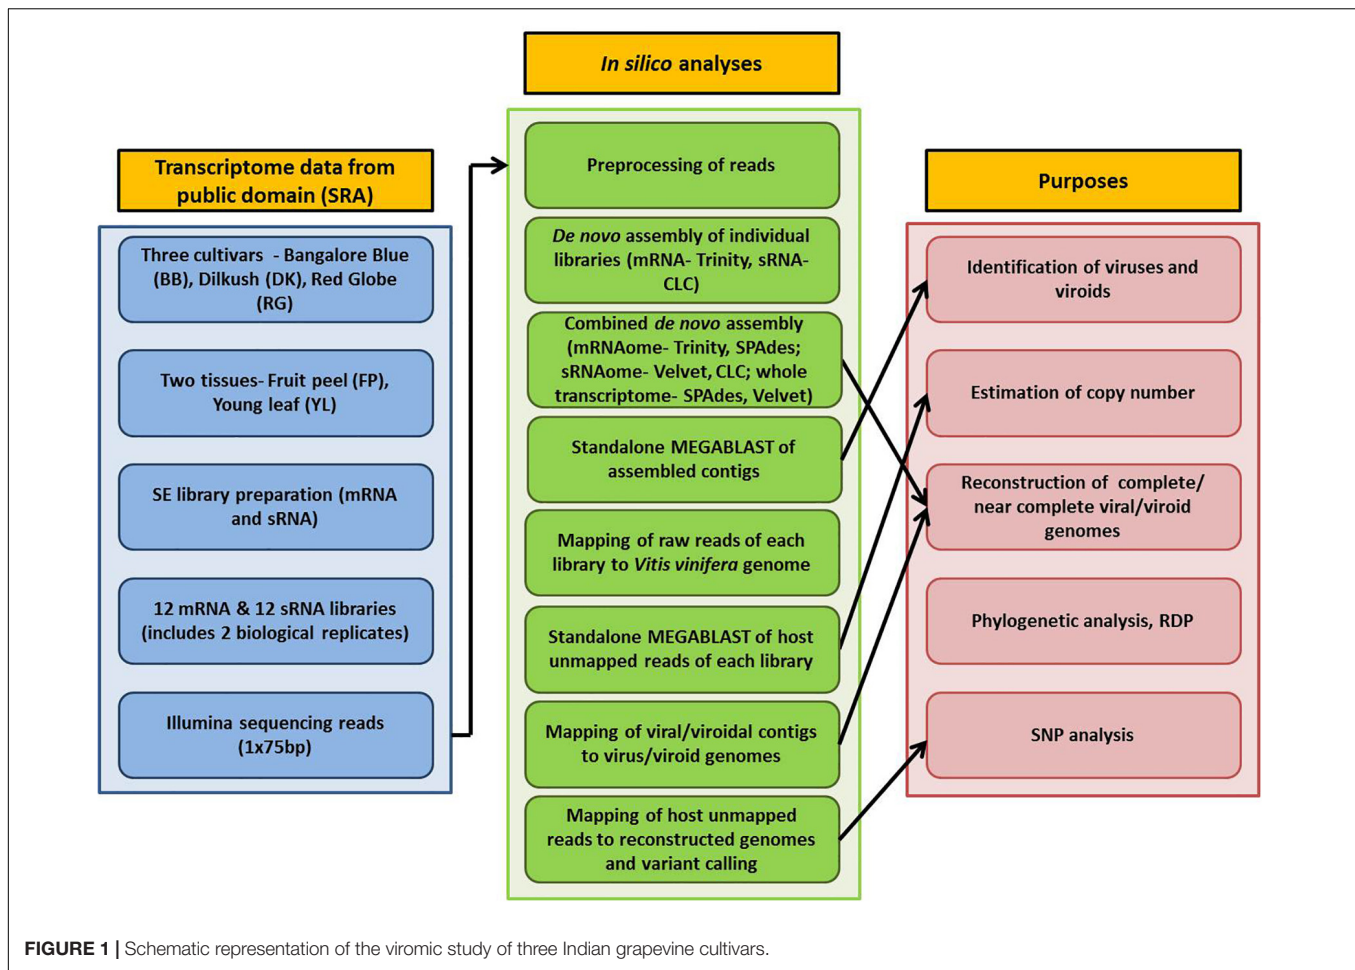 Transcriptome data from
public domain (SRA)
Three cultivars - Bangalore Blue
(BB), Dilkush (DK), Red Globe
(RG)
Two tissues- Fruit peel (FP),
Young leaf (YL)
SE library preparation (mRNA
and sRNA)
12 mRNA & 12 sRNA libraries
(includes 2 biological replicates)
Illumina sequencing reads
(1x75bp)
In silico analyses
Preprocessing of reads
De novo assembly of individual
libraries (mRNA- Trinity, sRNA-
CLC)
Combined de novo assembly
(mRNAome- Trinity, SPAdes;
sRNAome- Velvet, CLC; whole
transcriptome- SPAdes, Velvet)
Standalone MEGABLAST of
assembled contigs
Mapping of raw reads of each
library to Vitis vinifera genome
Standalone MEGABLAST of host
unmapped reads of each library
Mapping of viral/viroidal contigs
to virus/viroid genomes
Mapping of host unmapped
reads to reconstructed genomes
and variant calling
Purposes
Identification of viruses and
viroids
Estimation of copy number
Reconstruction of complete/
near complete viral/viroid
genomes
Phylogenetic analysis, RDP
SNP analysis
FIGURE 1 | Schematic representation of the viromic study of three Indian grapevine cultivars.